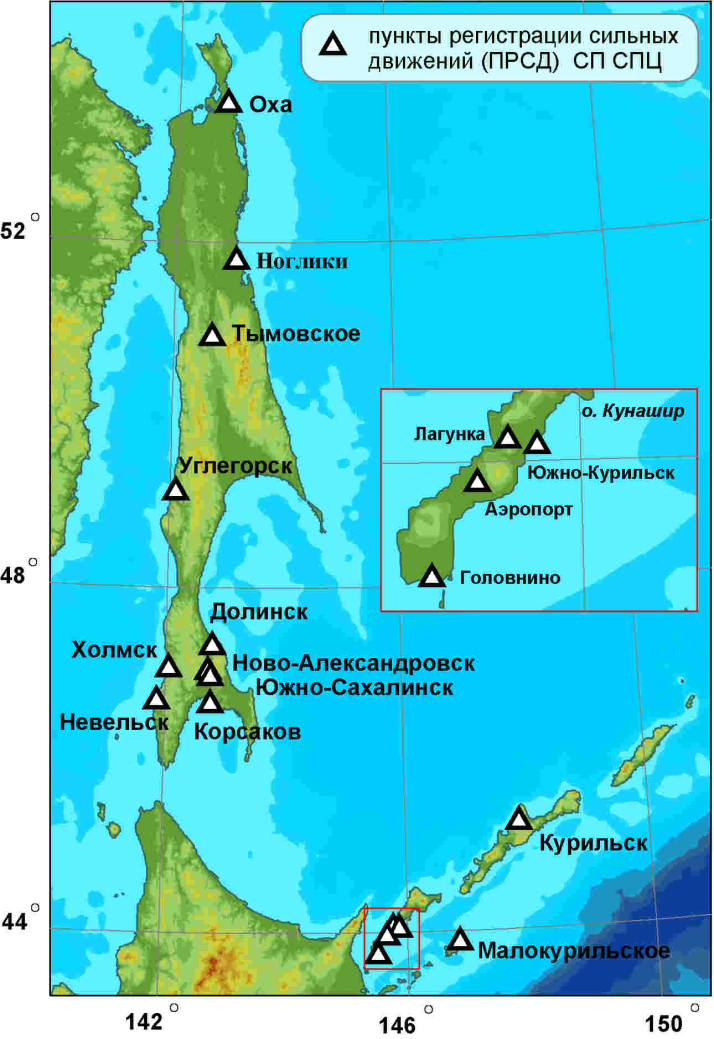 пункты регистрации сильных
движений (ПРСД) СП СПЦ
Оха
52°
Ноглики
Тымовское
о. Кунашир
Лагунка
Южно-Курильск
Аэропорт
Головнино
Углегорск
48°
Долинск
Холмск
Ново-Александровск
Южно-Сахалинск
Невельск
Корсаков
Курильск
44°
Малокурильское
142° 146° 150°